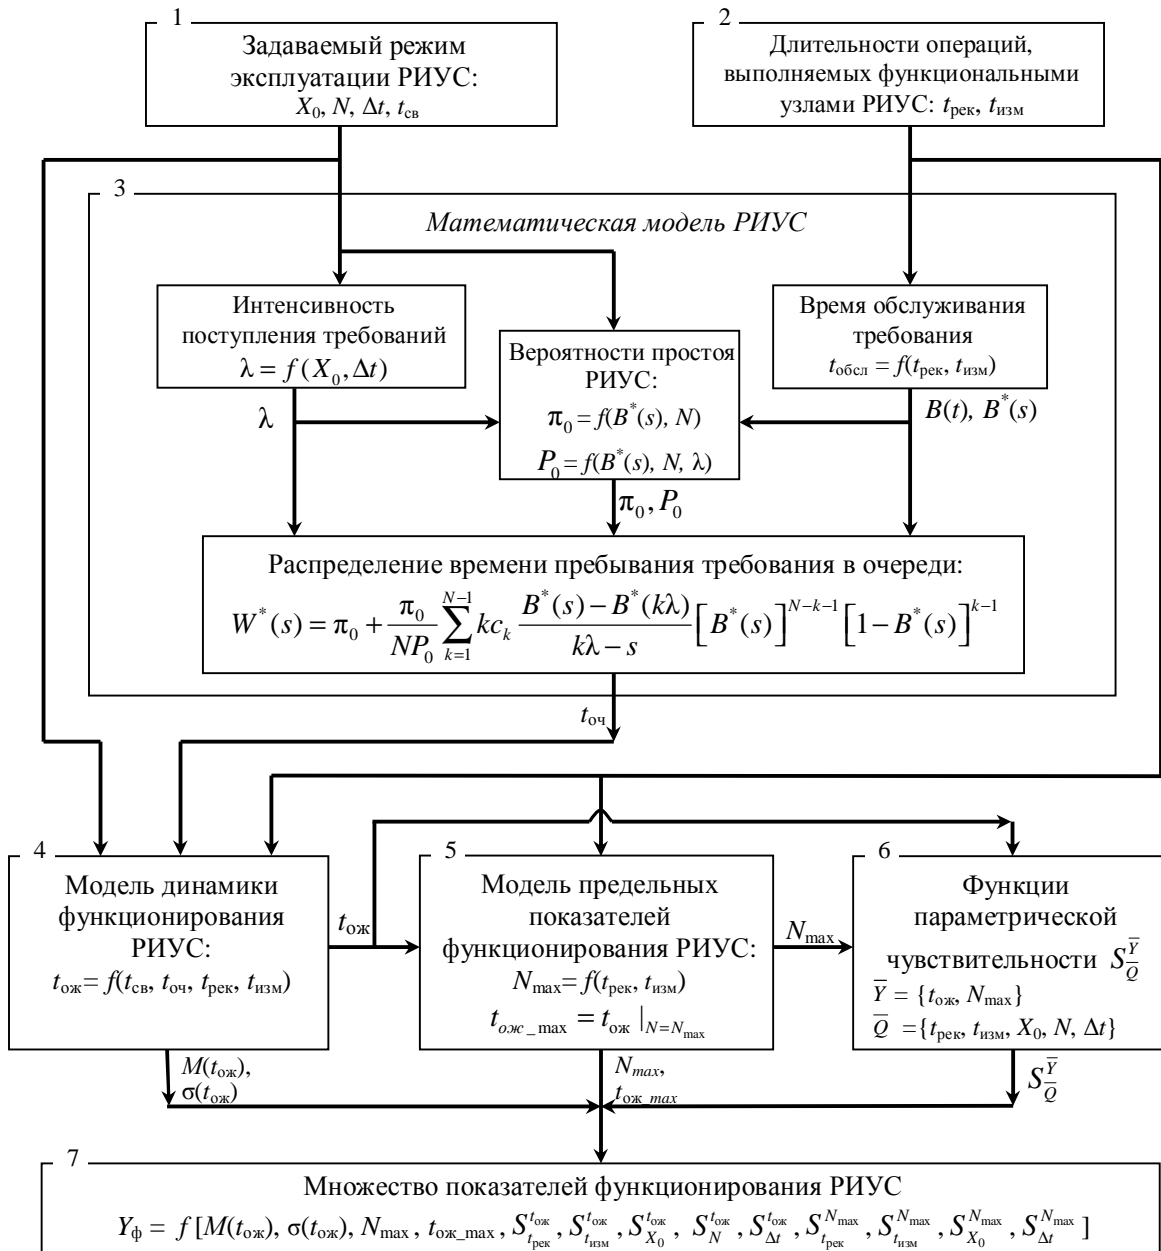 1
Задаваемый режим
эксплуатации РИУС:
X₀, N, Δt, t_св
2
Длительности операций,
выполняемых функциональными
узлами РИУС: t_рек, t_изм
3
Математическая модель РИУС
Интенсивность
поступления требований
λ = f(X₀, Δt)
Вероятности простоя
РИУС:
π₀ = f(B*(s), N)
P₀ = f(B*(s), N, λ)
Время обслуживания
требования
t_обсл = f(t_рек, t_изм)
λ
B(t), B*(s)
π₀, P₀
Распределение времени пребывания требования в очереди:
W*(s) = π₀ + π₀/(NP₀) ∑_{k=1}^{N−1} kc_k (B*(s) − B*(kλ))/(kλ − s) [B*(s)]^{N−k−1} [1 − B*(s)]^{k−1}
t_оч
4
Модель динамики
функционирования
РИУС:
t_ож = f(t_св, t_оч, t_рек, t_изм)
t_ож
5
Модель предельных
показателей
функционирования РИУС:
N_max = f(t_рек, t_изм)
t_ож_max = t_ож |_{N=N_max}
N_max
6
Функции
параметрической
чувствительности S_Q̅^Y̅
Y̅ = {t_ож, N_max}
Q̅ = {t_рек, t_изм, X₀, N, Δt}
M(t_ож),
σ(t_ож)
N_max,
t_ож_max
S_Q̅^Y̅
7
Множество показателей функционирования РИУС
Y_ф = f [M(t_ож), σ(t_ож), N_max, t_ож_max, S_{t_рек}^{t_ож}, S_{t_изм}^{t_ож}, S_{X₀}^{t_ож}, S_N^{t_ож}, S_{Δt}^{t_ож}, S_{t_рек}^{N_max}, S_{t_изм}^{N_max}, S_{X₀}^{N_max}, S_{Δt}^{N_max}]